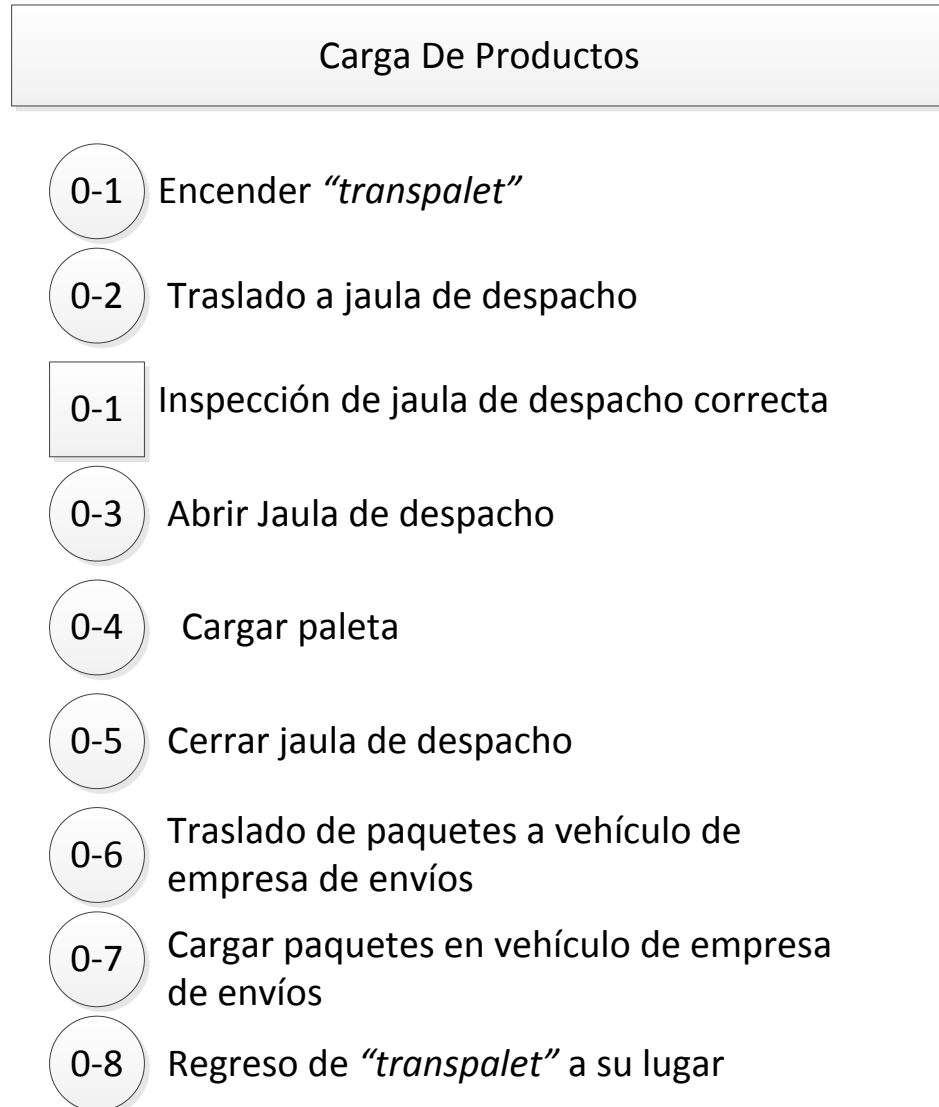 Carga De Productos
0-1 Encender “transpalet”
0-2 Traslado a jaula de despacho
0-1 Inspección de jaula de despacho correcta
0-3 Abrir Jaula de despacho
0-4 Cargar paleta
0-5 Cerrar jaula de despacho
0-6 Traslado de paquetes a vehículo de
empresa de envíos
0-7 Cargar paquetes en vehículo de empresa
de envíos
0-8 Regreso de “transpalet” a su lugar